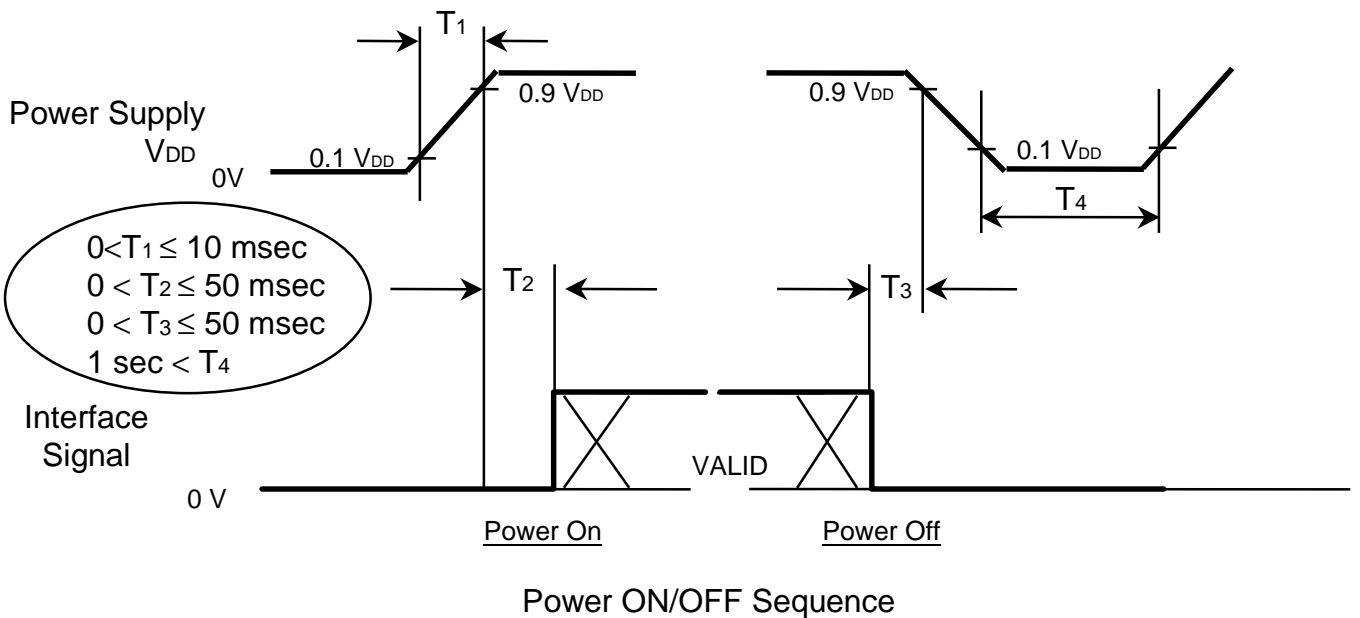 T1
0.9 VDD
0.9 VDD
Power Supply
VDD
0.1 VDD
0.1 VDD
0V
T4
0<T1 ≤ 10 msec
0 < T2 ≤ 50 msec
0 < T3 ≤ 50 msec
1 sec < T4
T2
T3
Interface
Signal
VALID
0 V
Power On
Power Off
Power ON/OFF Sequence